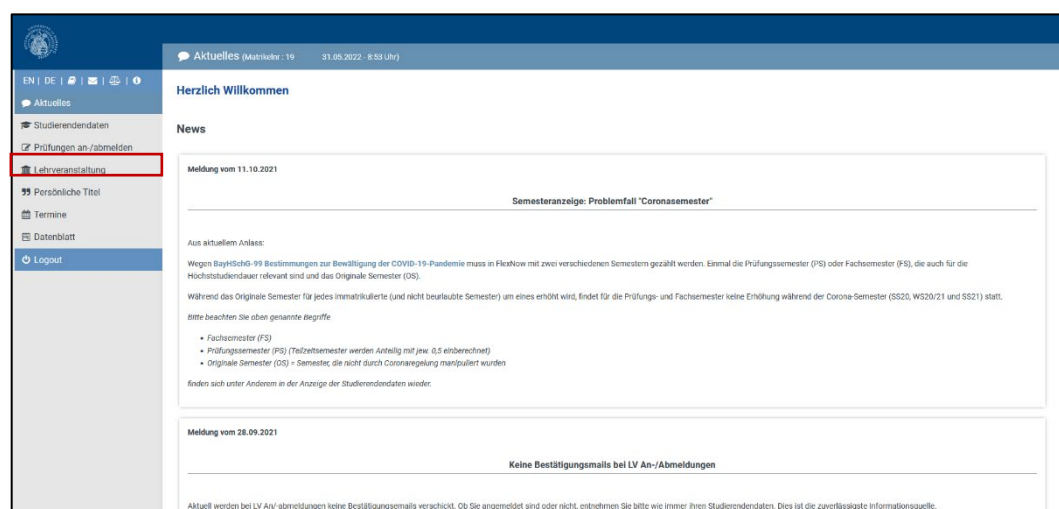 Aktuelles (Matrikelnr: 19 31.05.2022 - 8:53 Uhr)
EN | DE | | | |
Aktuelles
Studierendendaten
Prüfungen an-/abmelden
Lehrveranstaltung
Persönliche Titel
Termine
Datenblatt
Logout
Herzlich Willkommen
News
Meldung vom 11.10.2021
Semesteranzeige: Problemfall "Coronasemester"
Aus aktuellem Anlass:
Wegen BayHSchG-99 Bestimmungen zur Bewältigung der COVID-19-Pandemie muss in FlexNow mit zwei verschiedenen Semestern gezählt werden. Einmal die Prüfungssemester (PS) oder Fachsemester (FS), die auch für die
Höchststudiendauer relevant sind und das Originale Semester (OS).
Während das Originale Semester für jedes immatrikulierte (und nicht beurlaubte Semester) um eines erhöht wird, findet für die Prüfungs- und Fachsemester keine Erhöhung während der Corona-Semester (SS20, WS20/21 und SS21) statt.
Bitte beachten Sie oben genannte Begriffe
• Fachsemester (FS)
• Prüfungssemester (PS) (Teilzeitsemester werden Anteilig mit jew. 0,5 einberechnet)
• Originale Semester (OS) = Semester, die nicht durch Coronaregelung manipuliert wurden
finden sich unter Anderem in der Anzeige der Studierendendaten wieder.
Meldung vom 28.09.2021
Keine Bestätigungsmails bei LV An-/Abmeldungen
Aktuell werden bei LV An/-abmeldungen keine Bestätigungsemails verschickt. Ob Sie angemeldet sind oder nicht, entnehmen Sie bitte wie immer ihren Studierendendaten. Dies ist die zuverlässigste Informationsquelle.